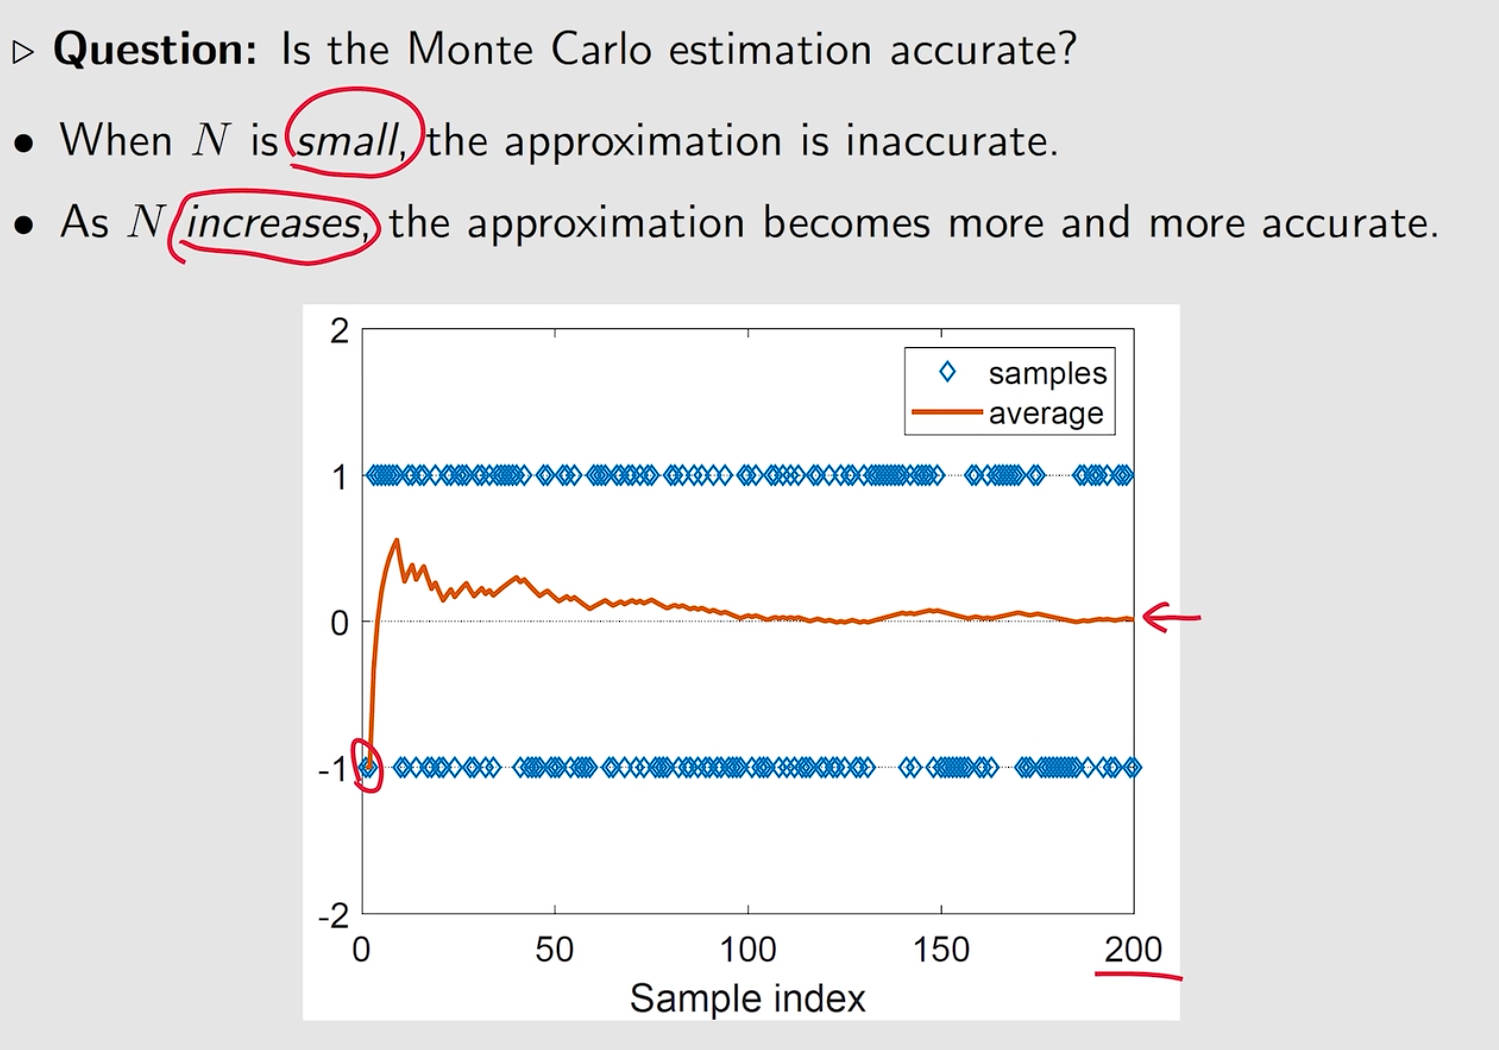 ▷ Question: Is the Monte Carlo estimation accurate?
• When N is small, the approximation is inaccurate.
• As N increases, the approximation becomes more and more accurate.
2
samples
average
1
0
-1
-2
0 50 100 150 200
Sample index